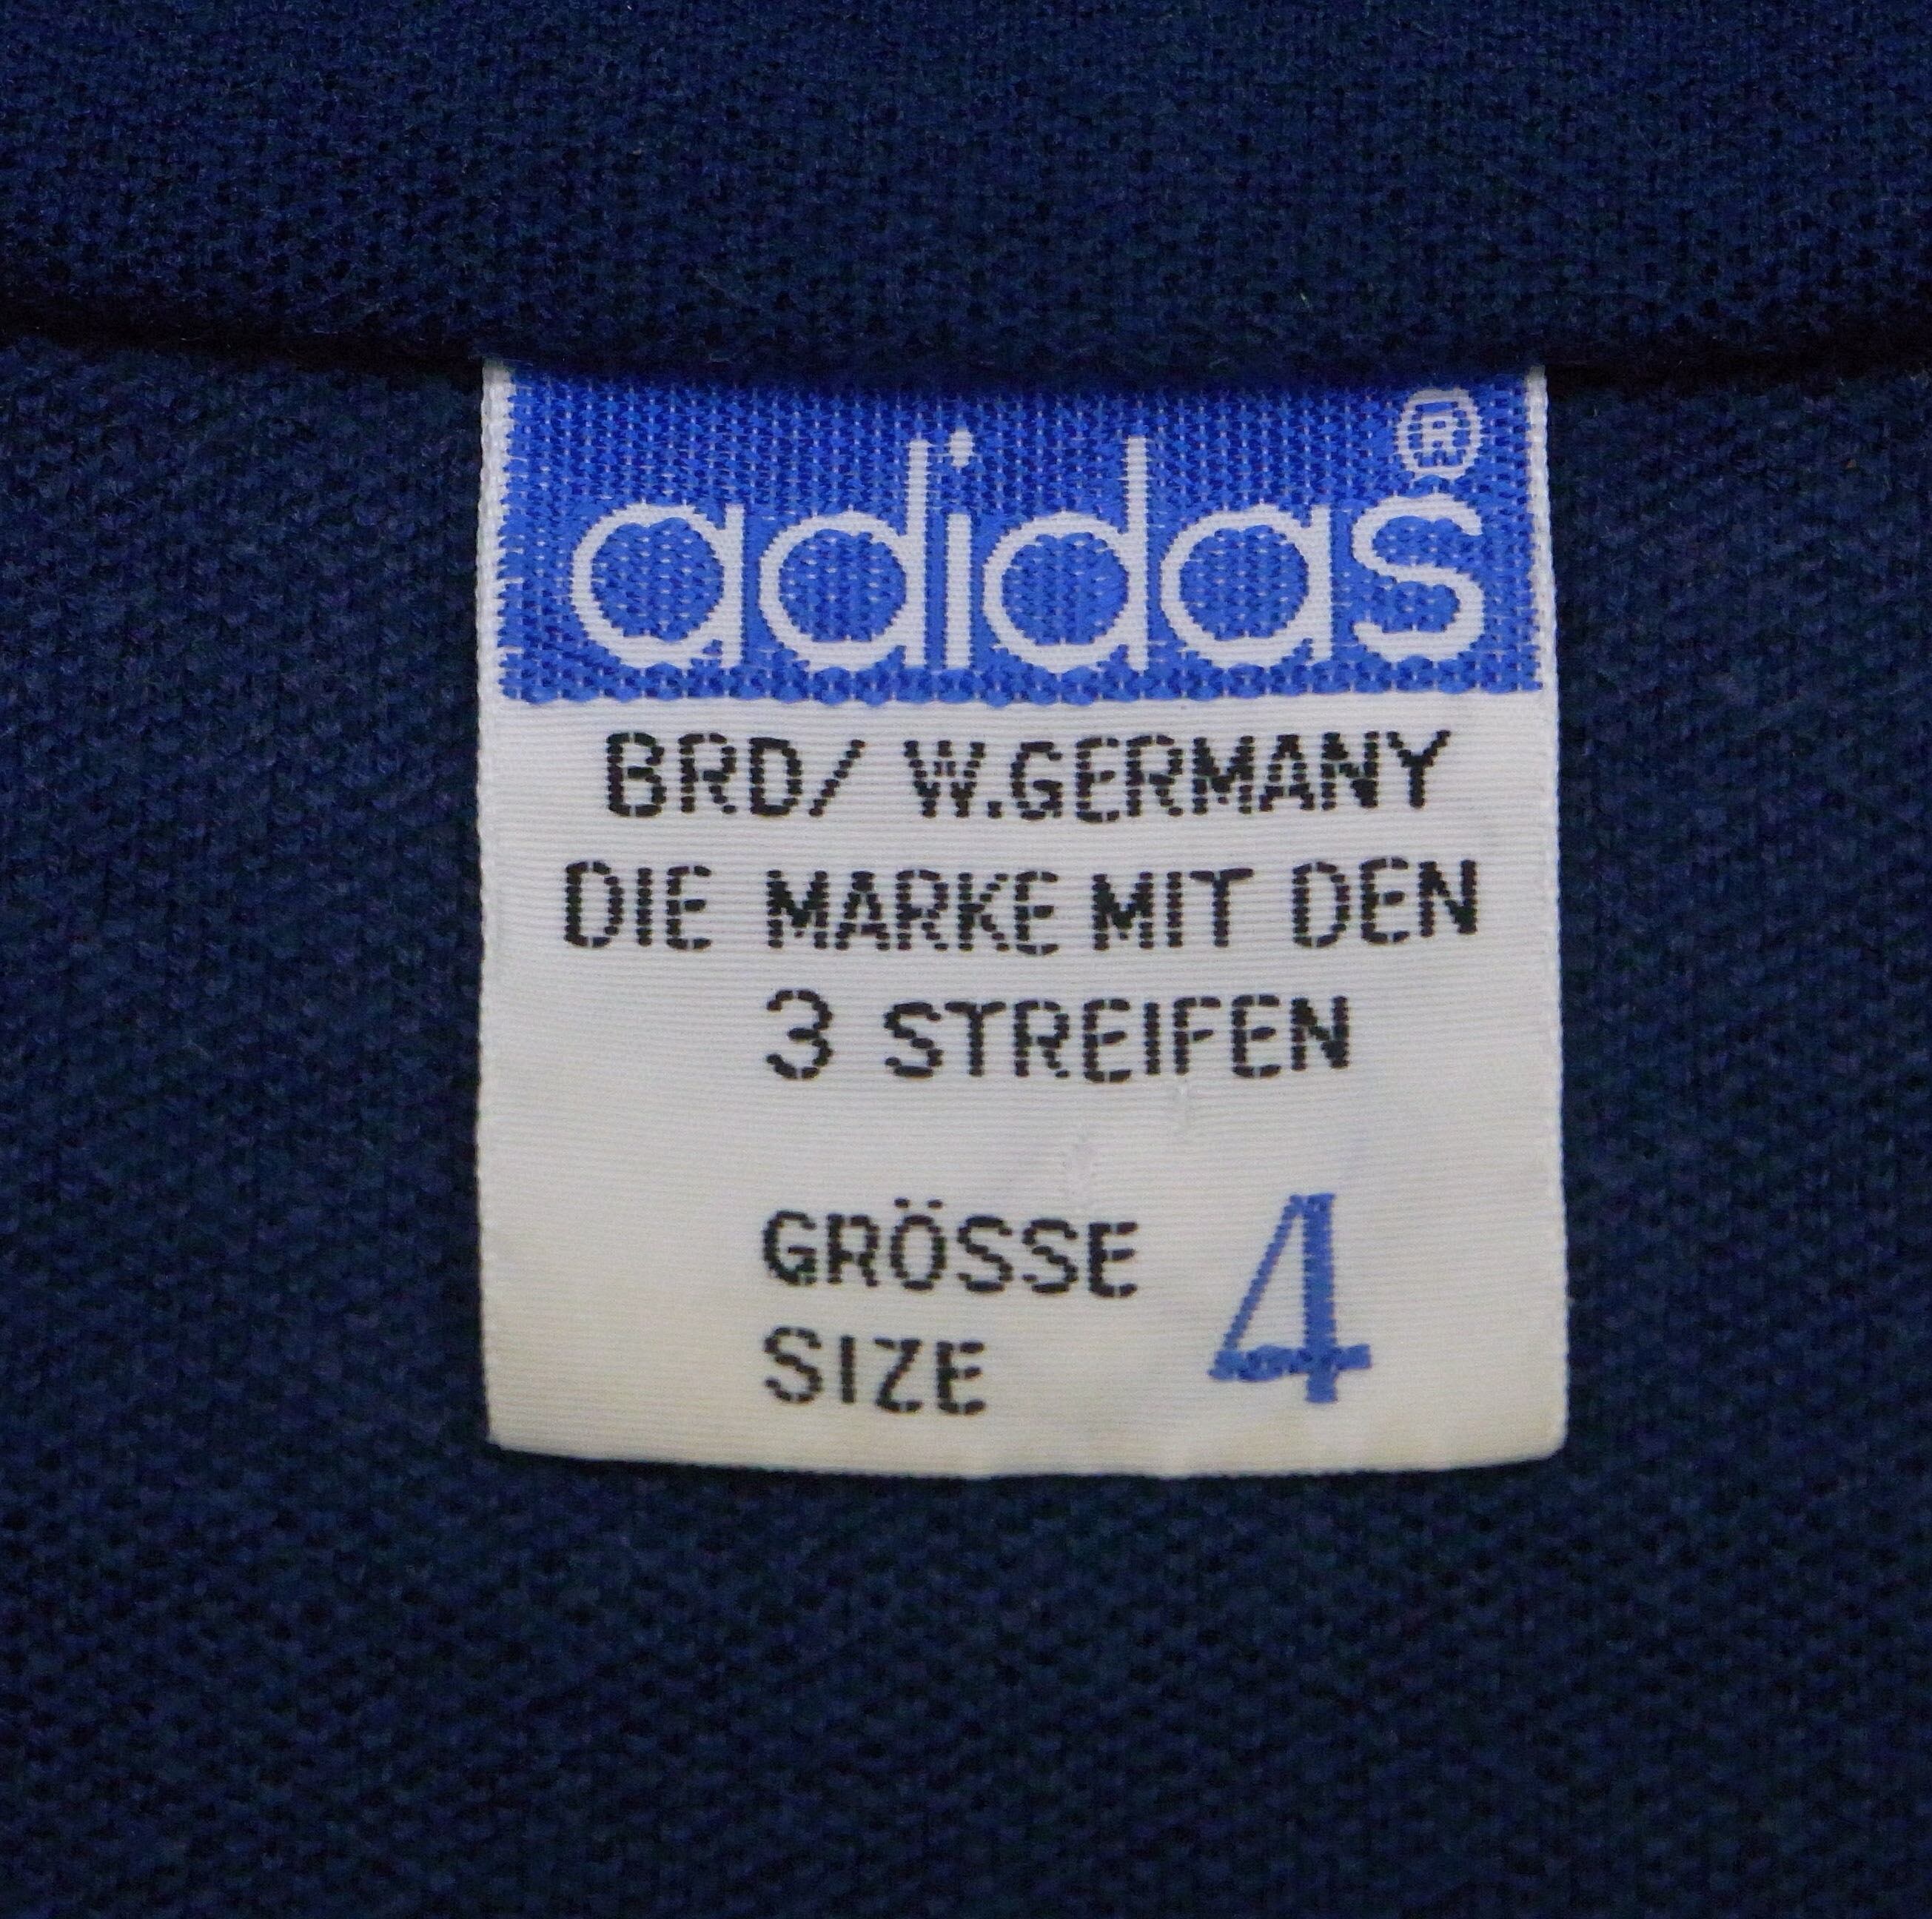 adidas®
BRD/ W.GERMANY
DIE MARKE MIT DEN
3 STREIFEN
GRÖSSE 4
SIZE